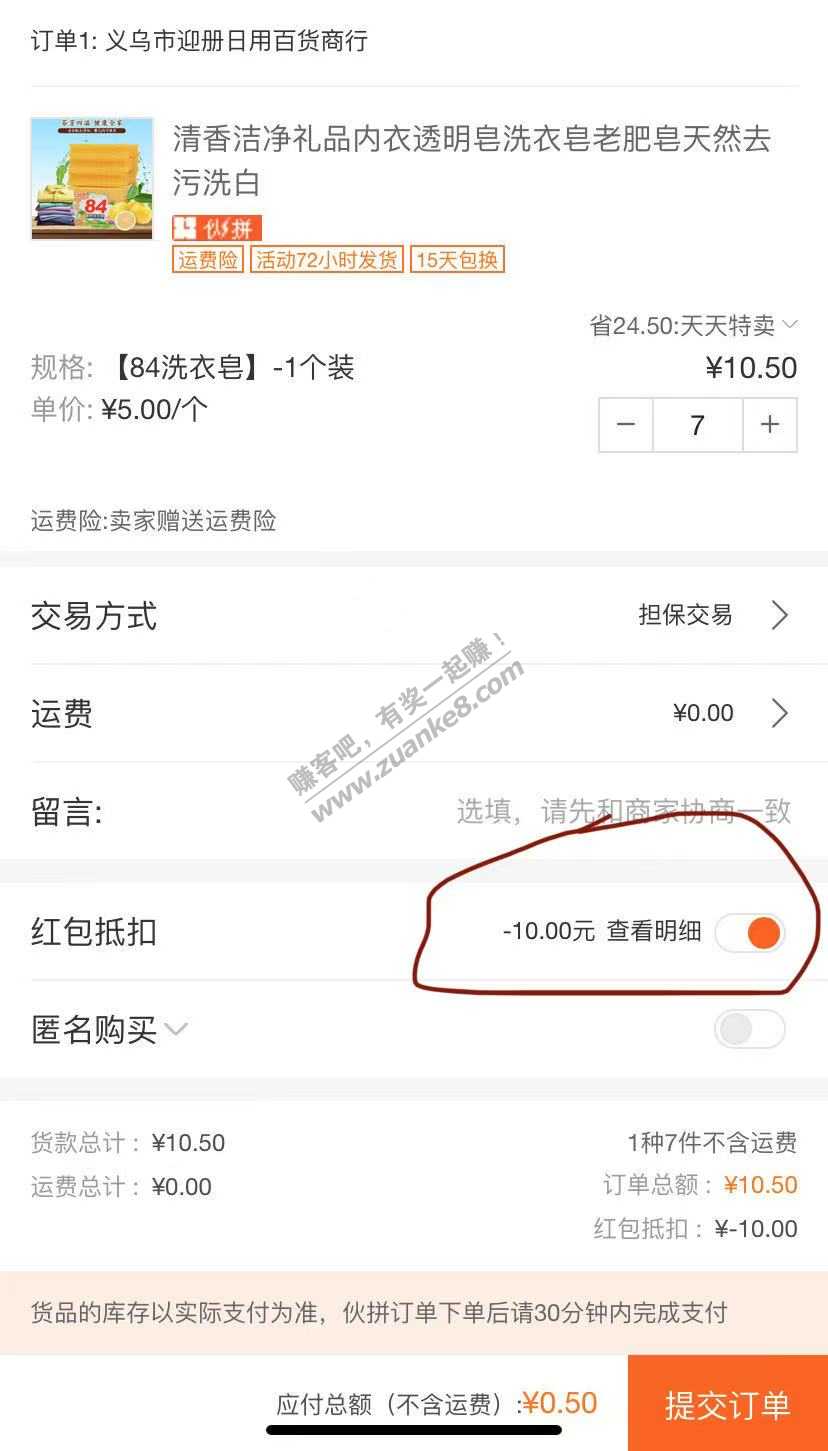 订单1: 义乌市迎册日用百货商行
清香洁净礼品内衣透明皂洗衣皂老肥皂天然去
污洗白
84
伙拼
运费险 活动72小时发货 15天包换
省24.50:天天特卖
规格: 【84洗衣皂】-1个装 ¥10.50
单价: ¥5.00/个
− 7 +
运费险:卖家赠送运费险
交易方式 担保交易
运费 ¥0.00
赚客吧，有奖一起赚！
www.zuanke8.com
留言: 选填，请先和商家协商一致
红包抵扣 -10.00元 查看明细
匿名购买
货款总计： ¥10.50 1种7件不含运费
运费总计： ¥0.00 订单总额： ¥10.50
红包抵扣： ¥-10.00
货品的库存以实际支付为准，伙拼订单下单后请30分钟内完成支付
应付总额（不含运费）:¥0.50 提交订单